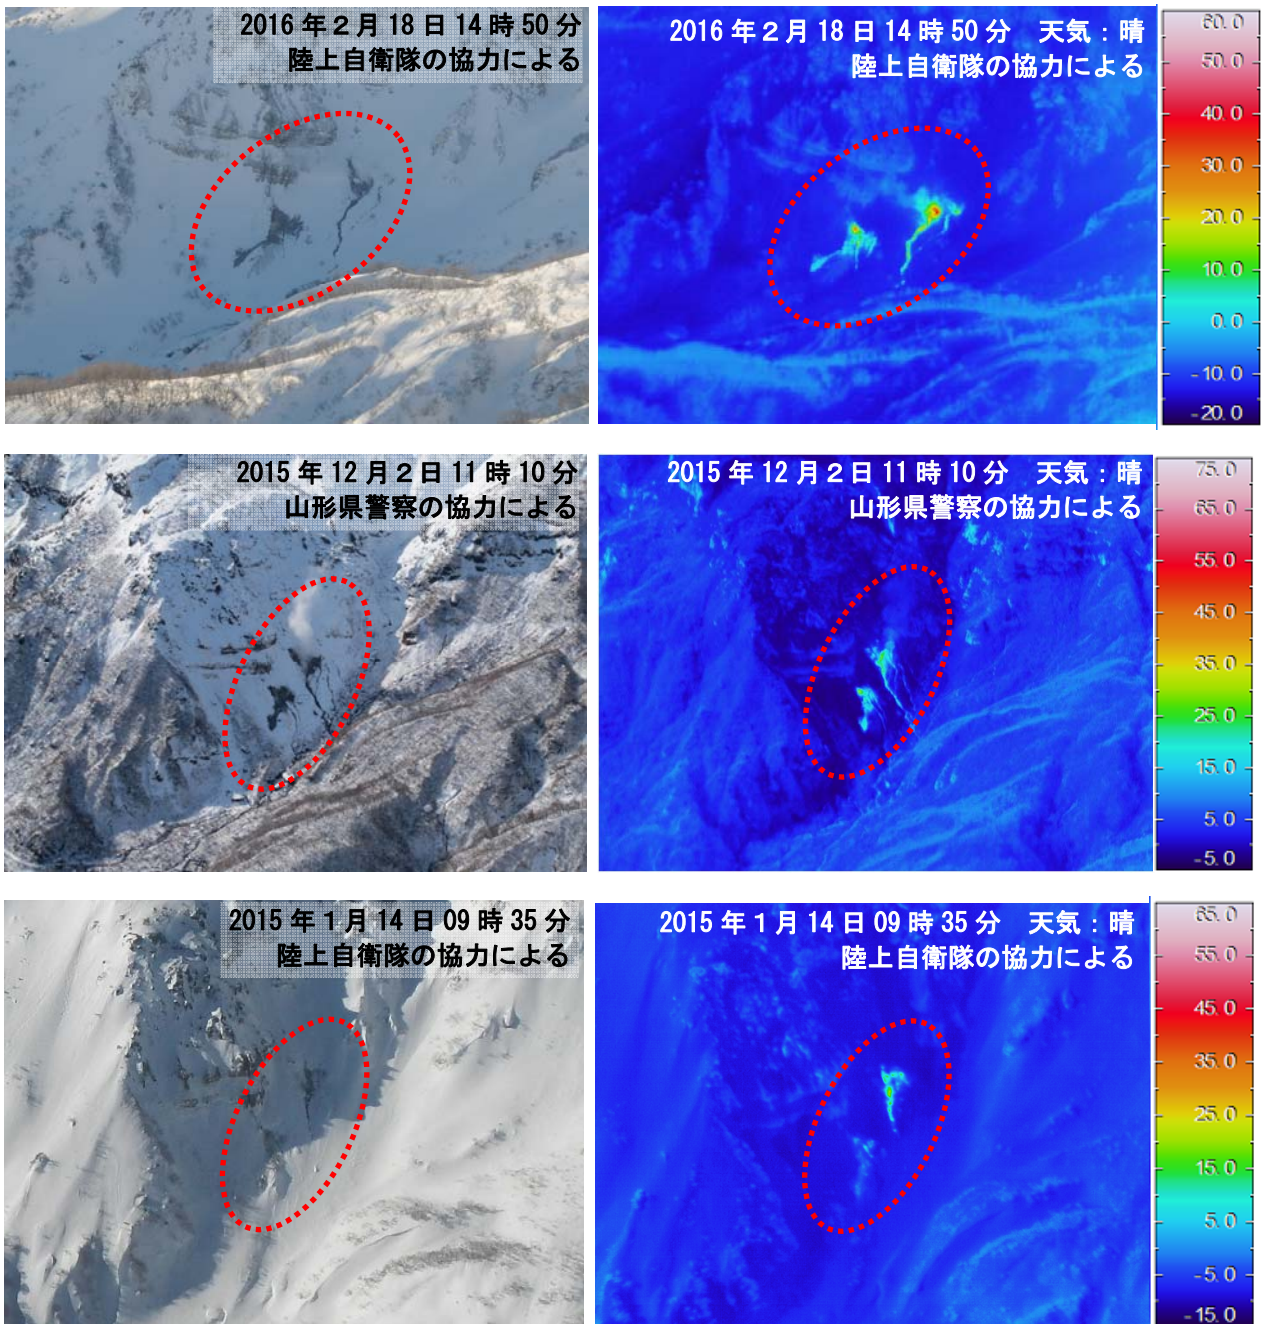 2016年2月18日14時50分
陸上自衛隊の協力による
2016年2月18日14時50分　天気：晴
陸上自衛隊の協力による
60.0
50.0
40.0
30.0
20.0
10.0
0.0
-10.0
-20.0
2015年12月2日11時10分
山形県警察の協力による
2015年12月2日11時10分　天気：晴
山形県警察の協力による
75.0
65.0
55.0
45.0
35.0
25.0
15.0
5.0
-5.0
2015年1月14日09時35分
陸上自衛隊の協力による
2015年1月14日09時35分　天気：晴
陸上自衛隊の協力による
65.0
55.0
45.0
35.0
25.0
15.0
5.0
-5.0
-15.0